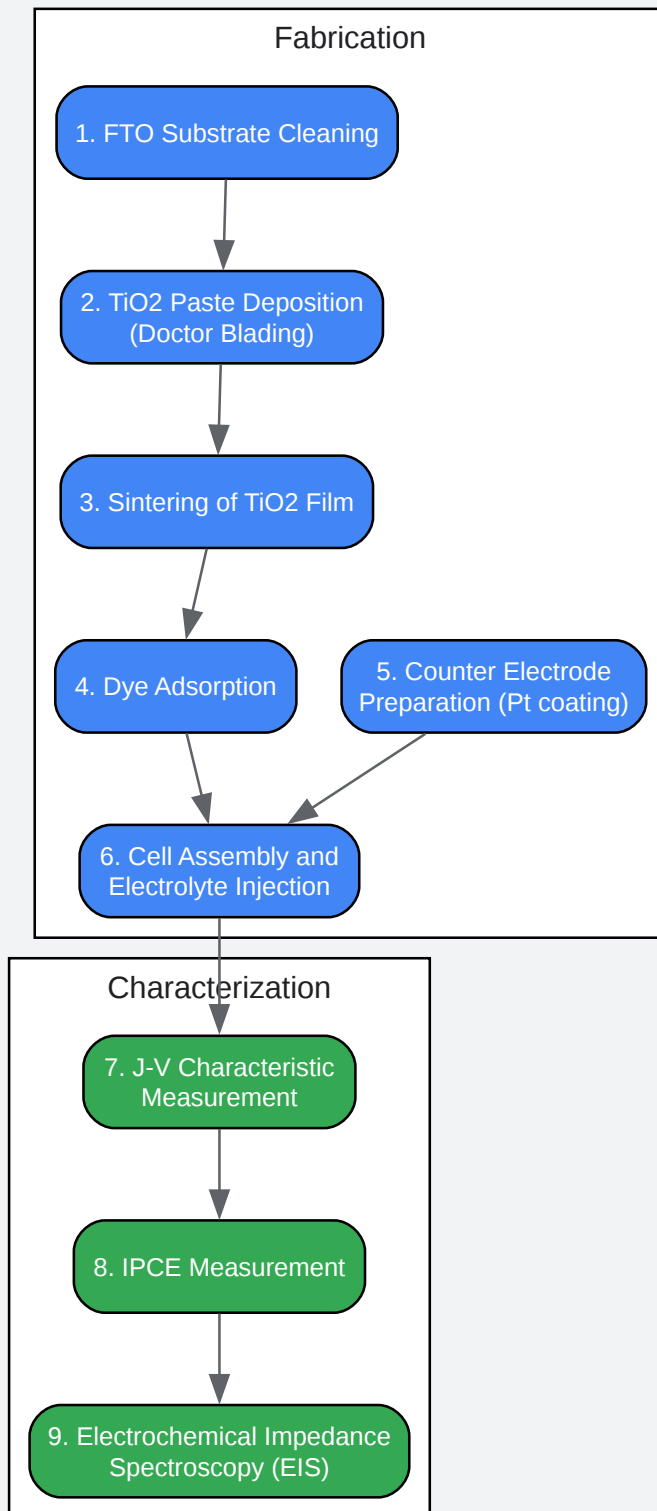 Fabrication
1. FTO Substrate Cleaning
2. TiO2 Paste Deposition
(Doctor Blading)
3. Sintering of TiO2 Film
4. Dye Adsorption
5. Counter Electrode
Preparation (Pt coating)
6. Cell Assembly and
Electrolyte Injection
Characterization
7. J-V Characteristic
Measurement
8. IPCE Measurement
9. Electrochemical Impedance
Spectroscopy (EIS)